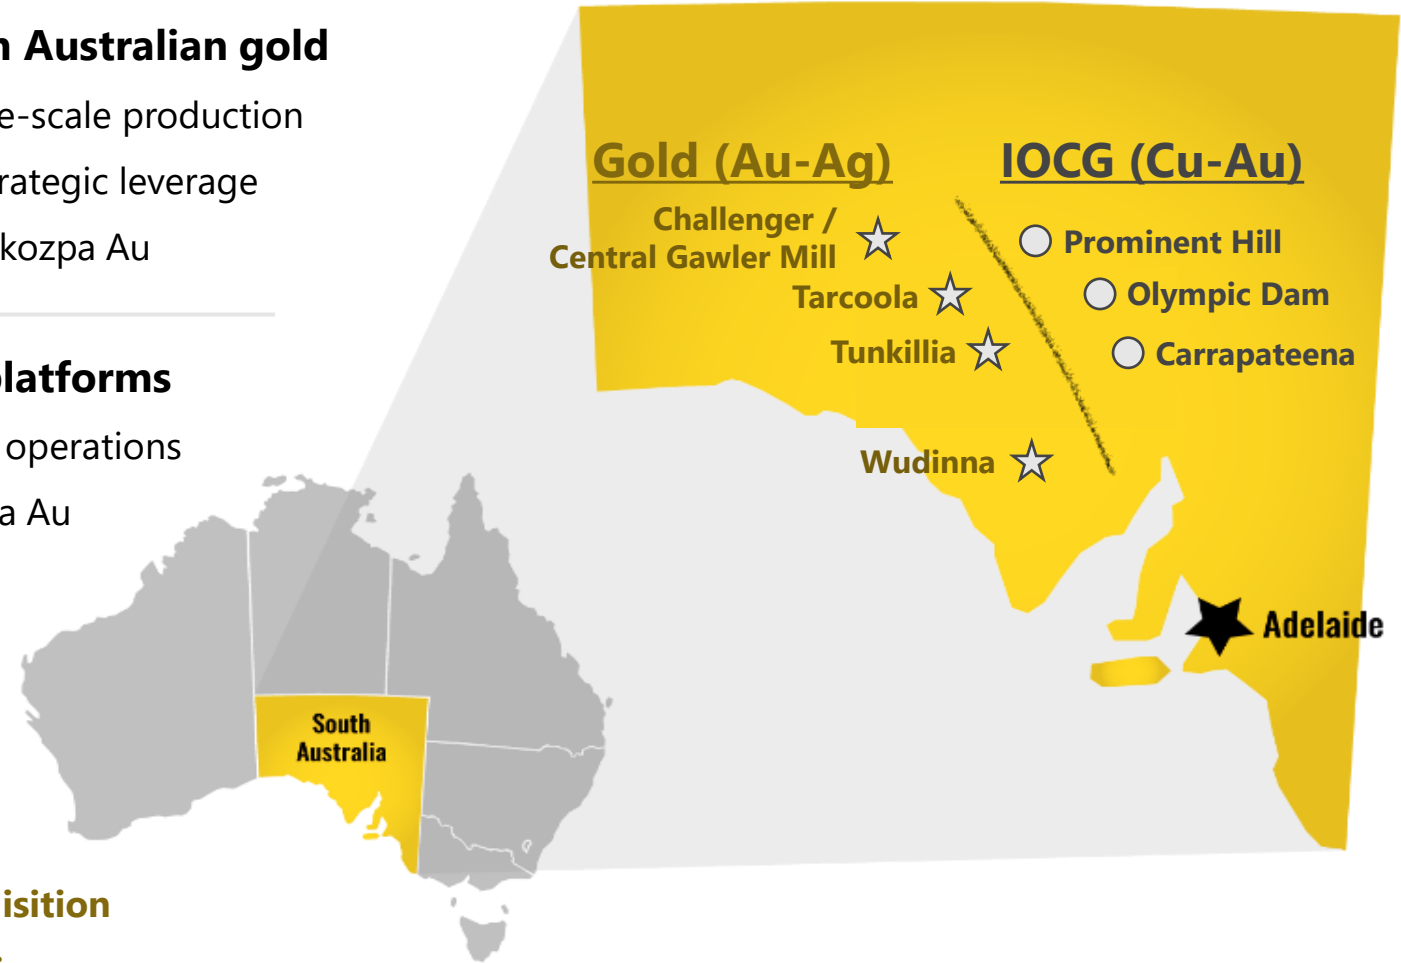 n Australian gold
e-scale production
rategic leverage
kozpa Au
latforms
operations
a Au
isition
Gold (Au-Ag)
Challenger /
Central Gawler Mill
Tarcoola
Tunkillia
Wudinna
IOCG (Cu-Au)
Prominent Hill
Olympic Dam
Carrapateena
Adelaide
South
Australia